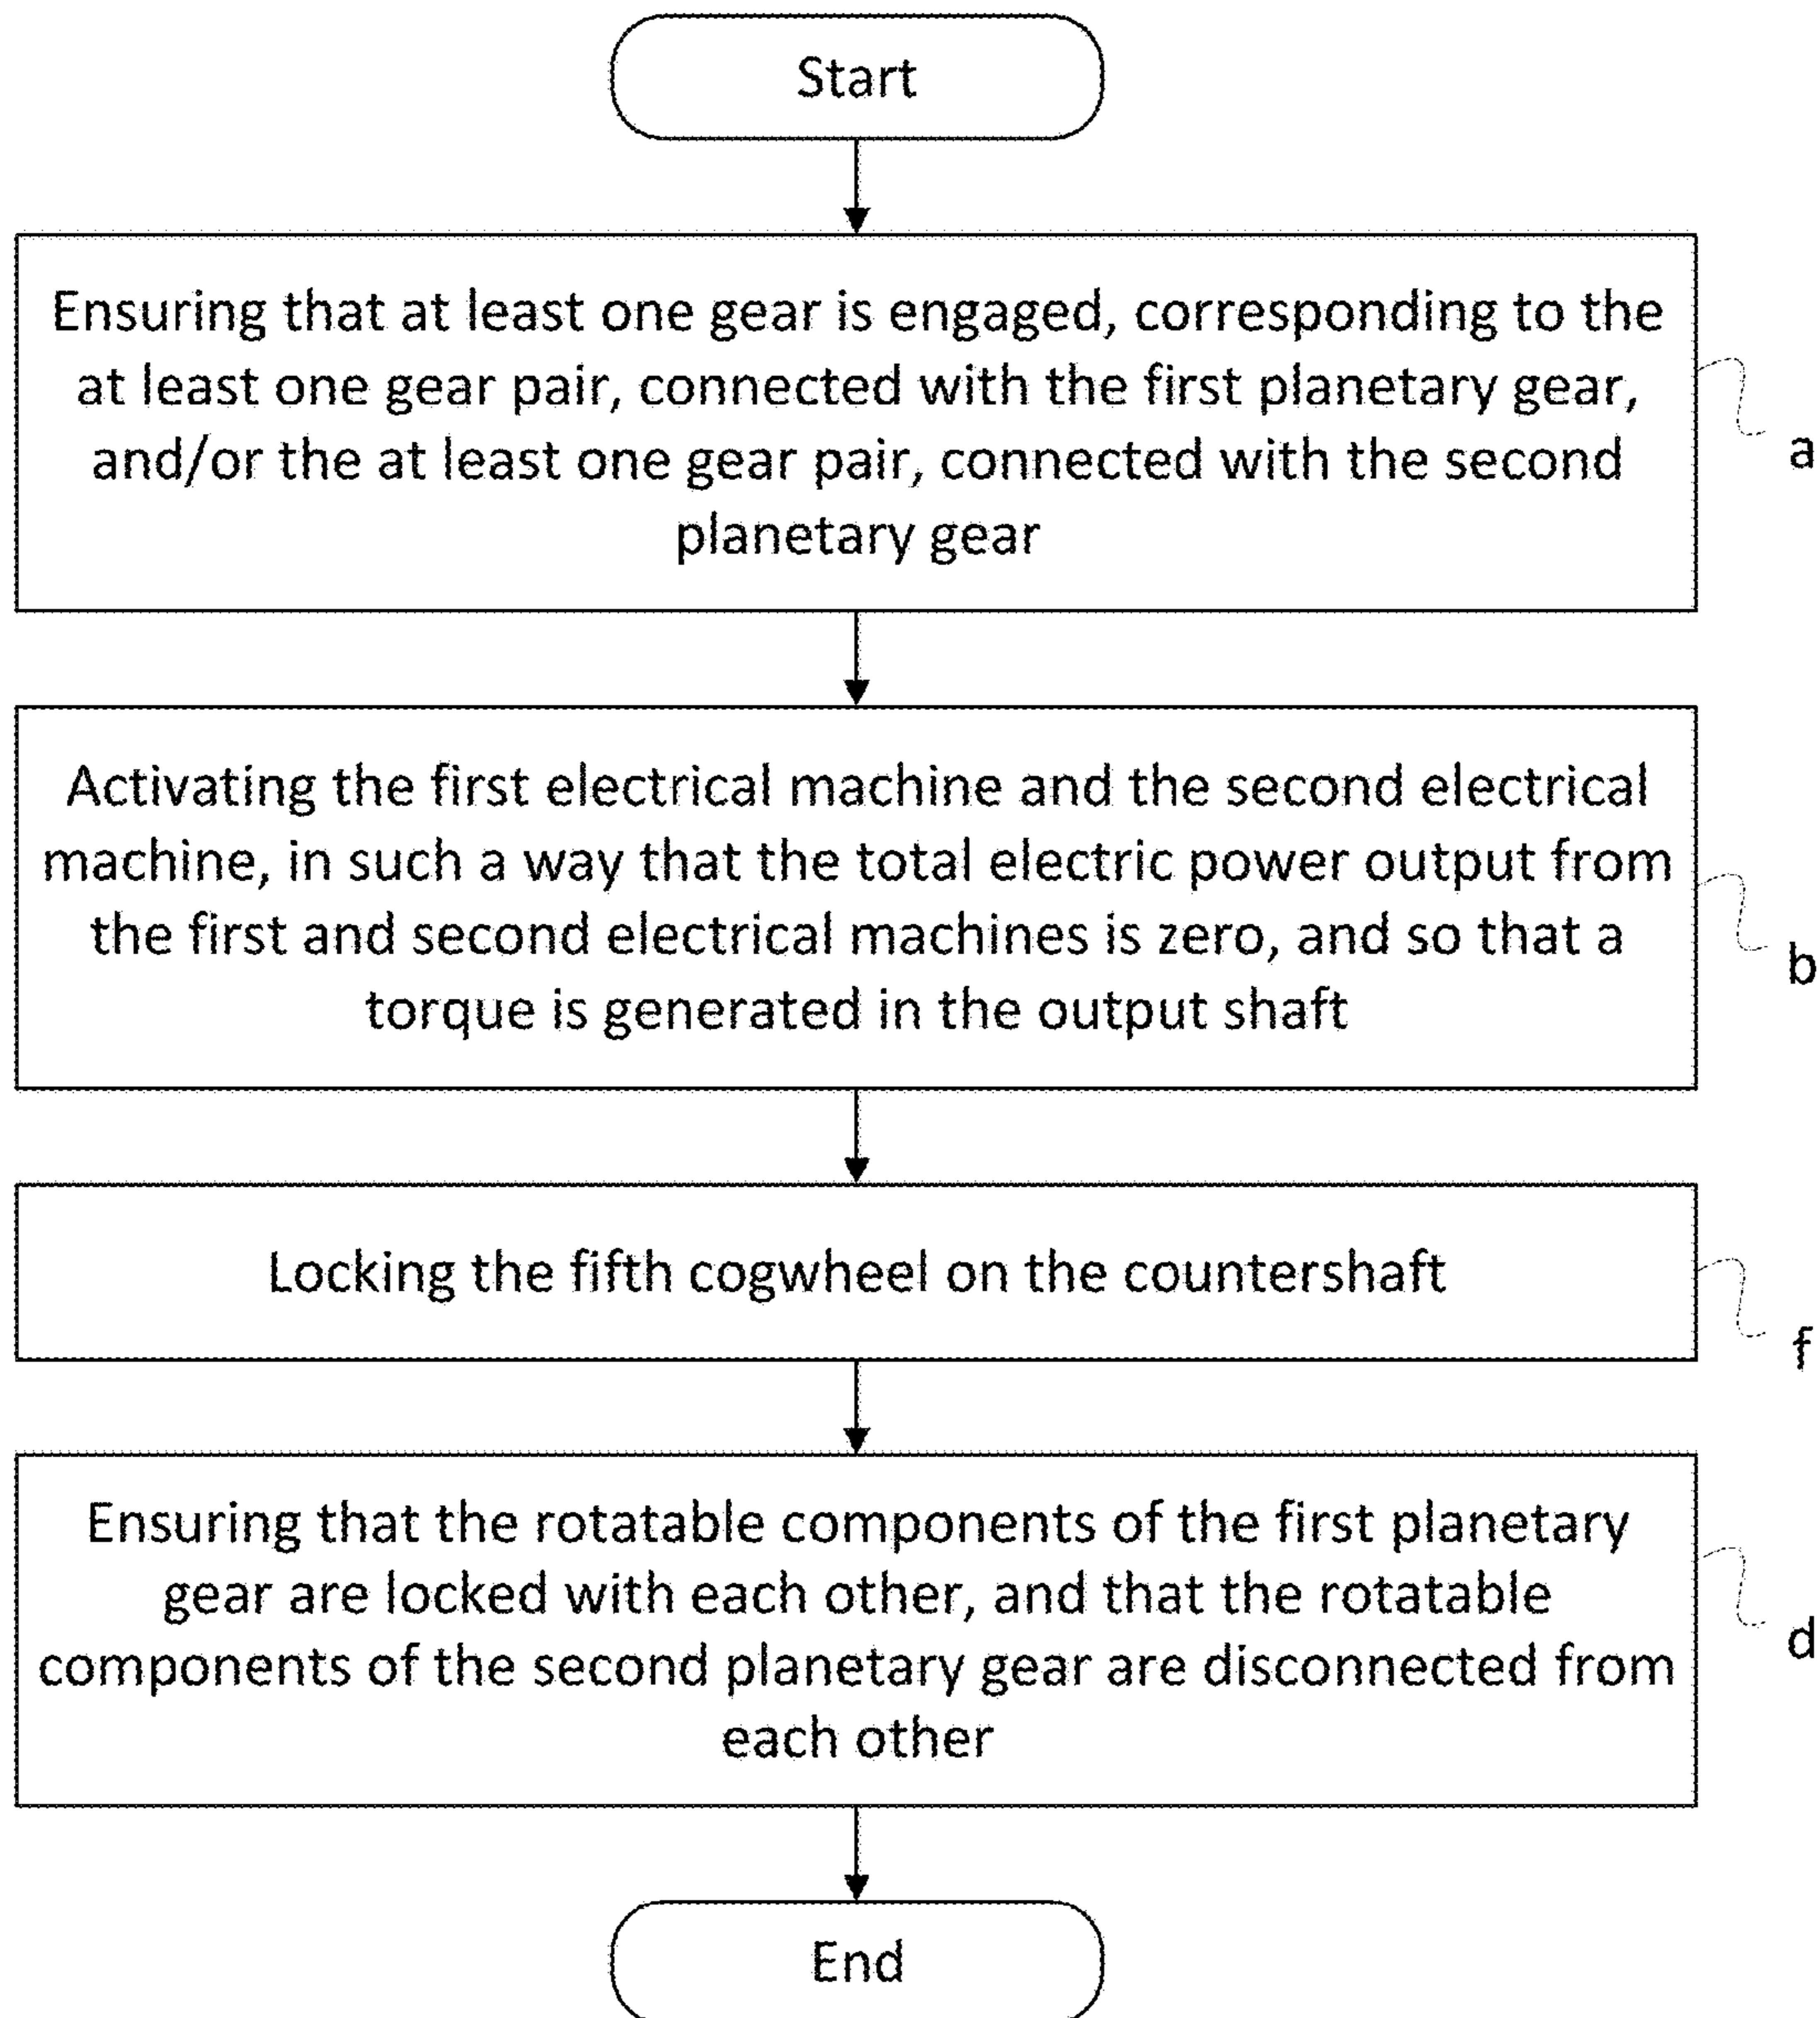 Start
Ensuring that at least one gear is engaged, corresponding to the
at least one gear pair, connected with the first planetary gear,
and/or the at least one gear pair, connected with the second
planetary gear
a
Activating the first electrical machine and the second electrical
machine, in such a way that the total electric power output from
the first and second electrical machines is zero, and so that a
torque is generated in the output shaft
b
Locking the fifth cogwheel on the countershaft
f
Ensuring that the rotatable components of the first planetary
gear are locked with each other, and that the rotatable
components of the second planetary gear are disconnected from
each other
d
End